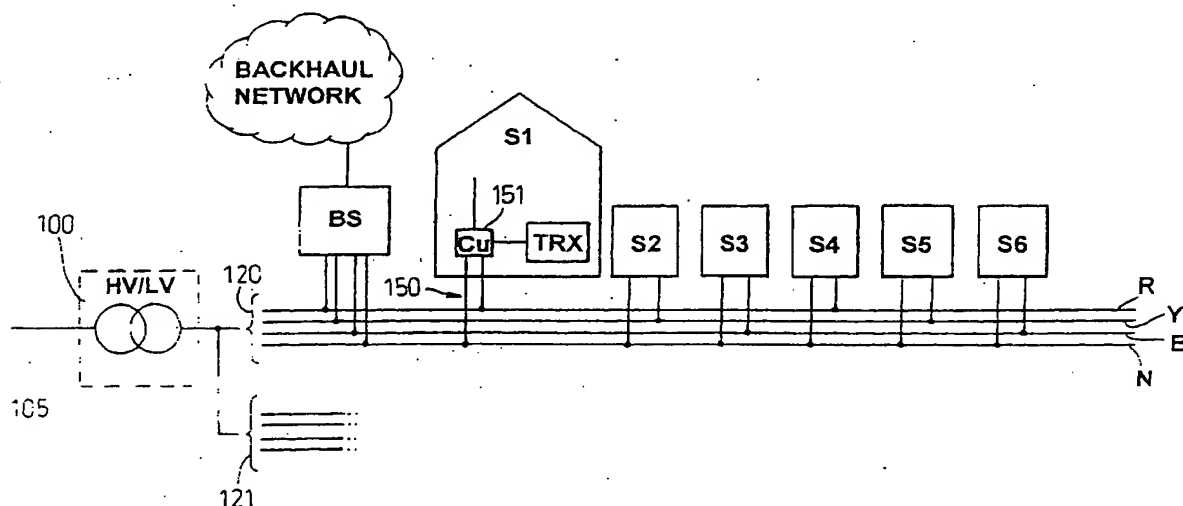 BACKHAUL
NETWORK
S1
151
100
BS
Cu
TRX
S2
S3
S4
S5
S6
HV/LV
120
150
R
Y
B
N
105
121